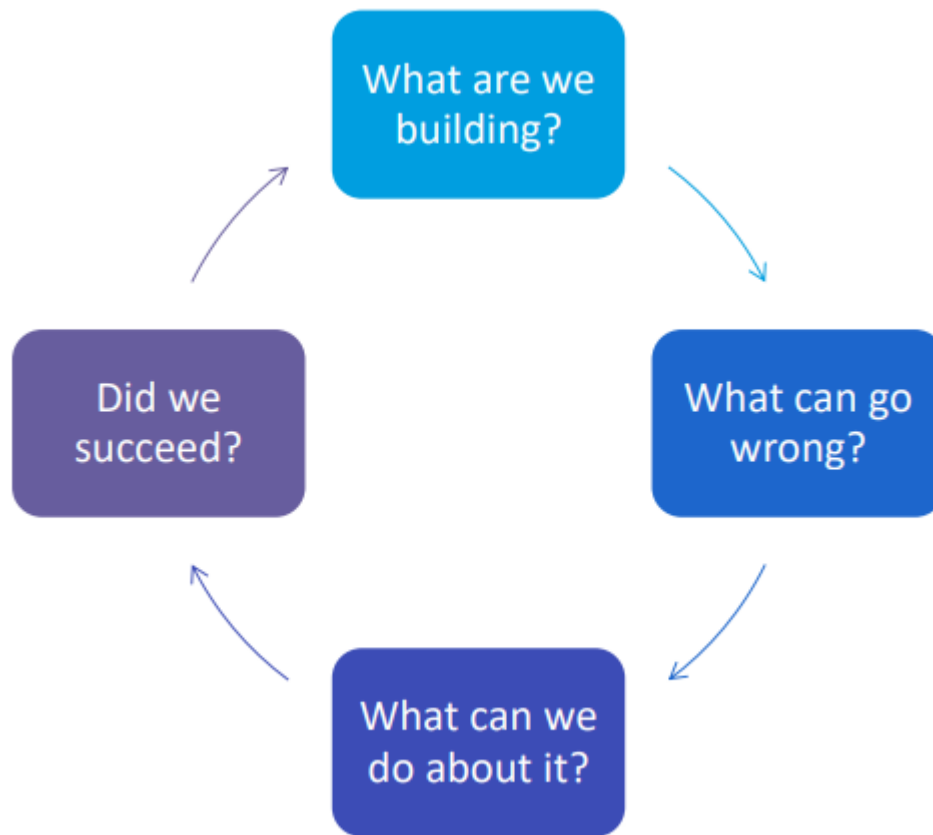 What are we
building?
What can go
wrong?
What can we
do about it?
Did we
succeed?